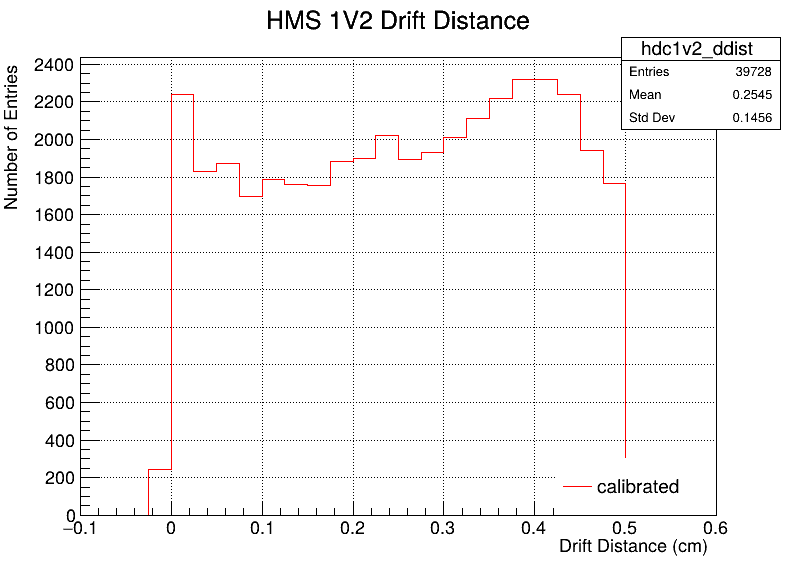 HMS 1V2 Drift Distance
hdc1v2_ddist
Entries 39728
Mean 0.2545
Std Dev 0.1456
Number of Entries
2400
2200
2000
1800
1600
1400
1200
1000
800
600
400
200
0
−0.1 0 0.1 0.2 0.3 0.4 0.5 0.6
Drift Distance (cm)
calibrated